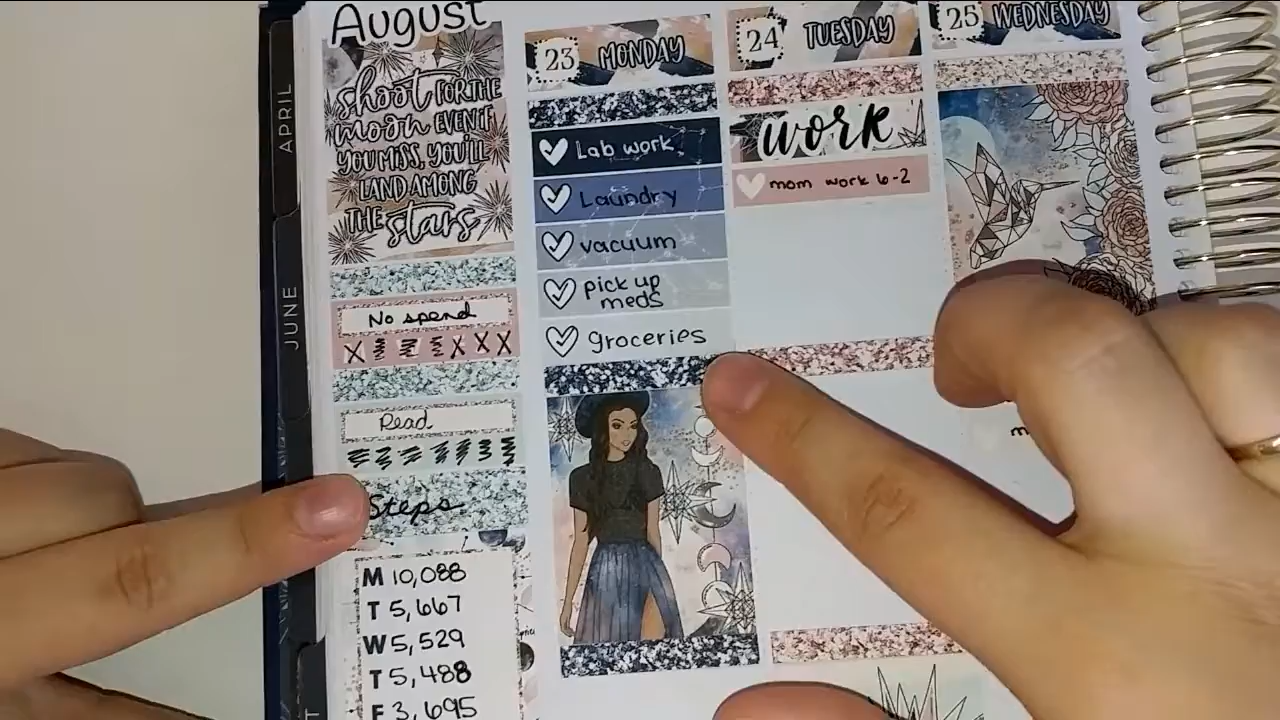 August
shoot FOR THE
moon EVEN IF
YOU MISS, YOU'LL
LAND AMONG
THE stars
No spend
Read
Steps
M 10,088
T 5,667
W 5,529
T 5,488
F 3,695
23 MONDAY
Lab work
Laundry
vacuum
pick up
meds
groceries
24 TUESDAY
work
mom work 6-2
25 WEDNESDAY
APRIL
JUNE